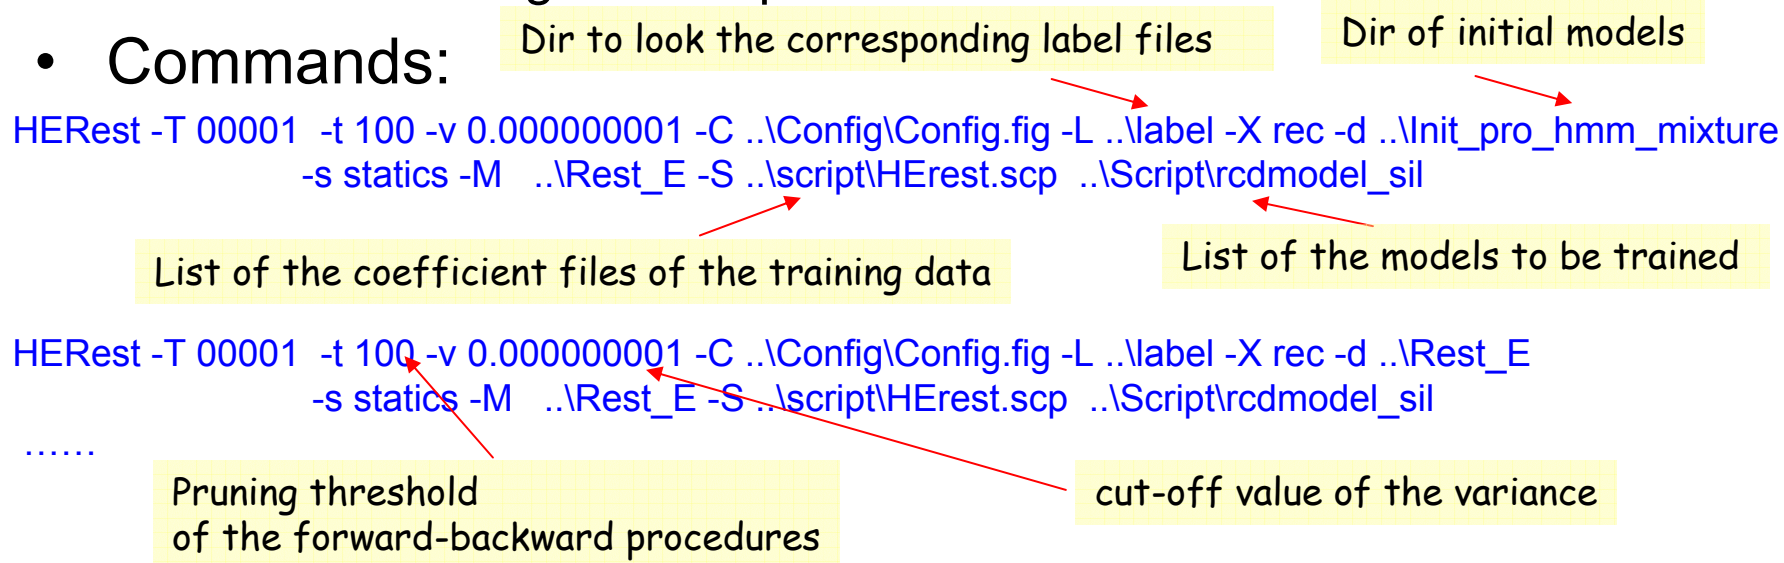 Dir to look the corresponding label files
Dir of initial models
• Commands:
HERest -T 00001 -t 100 -v 0.000000001 -C ..\Config\Config.fig -L ..\label -X rec -d ..\Init_pro_hmm_mixture
-s statics -M ..\Rest_E -S ..\script\HErest.scp ..\Script\rcdmodel_sil
List of the coefficient files of the training data
List of the models to be trained
HERest -T 00001 -t 100 -v 0.000000001 -C ..\Config\Config.fig -L ..\label -X rec -d ..\Rest_E
-s statics -M ..\Rest_E -S ..\script\HErest.scp ..\Script\rcdmodel_sil
……
Pruning threshold
of the forward-backward procedures
cut-off value of the variance